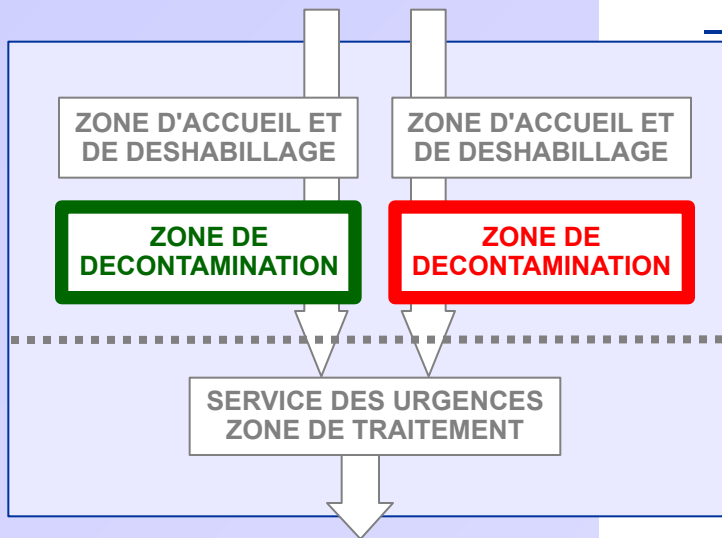 ZONE D'ACCUEIL ET
DE DESHABILLAGE
ZONE D'ACCUEIL ET
DE DESHABILLAGE
ZONE DE
DECONTAMINATION
ZONE DE
DECONTAMINATION
SERVICE DES URGENCES
ZONE DE TRAITEMENT